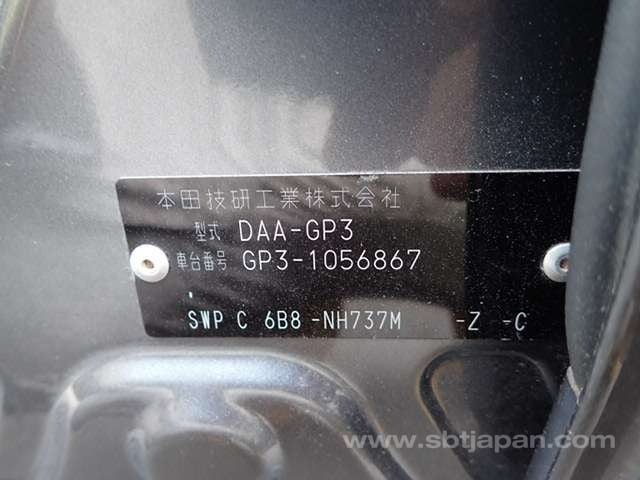 本田技研工業株式会社
型式 DAA-GP3
車台番号 GP3-1056867
SWP C 6B8 -NH737M -Z -C
www.sbtjapan.com